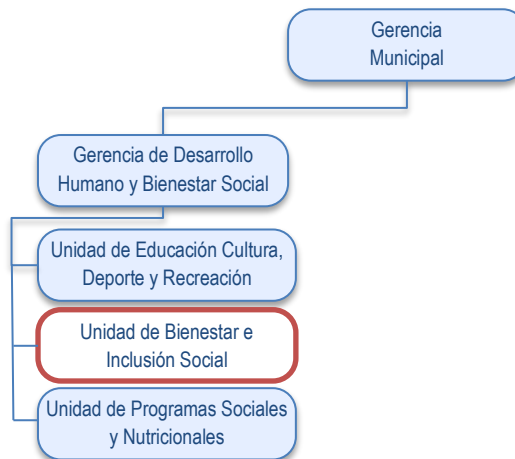 Gerencia
Municipal
Gerencia de Desarrollo
Humano y Bienestar Social
Unidad de Educación Cultura,
Deporte y Recreación
Unidad de Bienestar e
Inclusión Social
Unidad de Programas Sociales
y Nutricionales